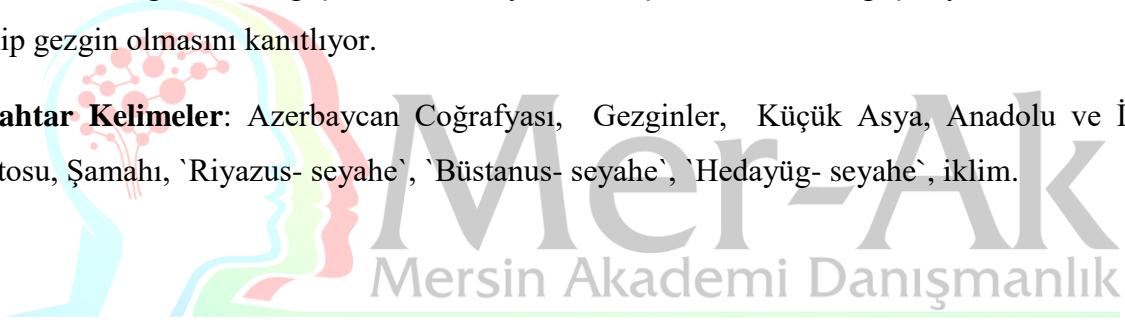 ip gezgin olmasını kanıtlıyor.
ahtar Kelimeler: Azerbaycan Coğrafyası, Gezginler, Küçük Asya, Anadolu ve İ
tosu, Şamahı, `Riyazus- seyahe`, `Büstanus- seyahe`, `Hedayüg- seyahe`, iklim.
Mer-Ak
Mersin Akademi Danışmanlık